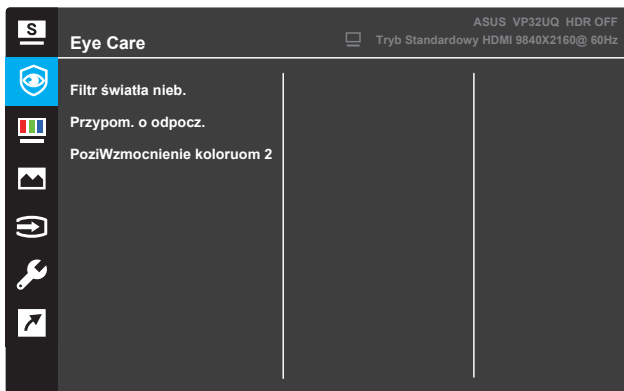 S
ASUS VP32UQ HDR OFF
Eye Care
Tryb Standardowy HDMI 9840X2160@ 60Hz
Filtr światła nieb.
Przypom. o odpocz.
PoziWzmocnienie koloruom 2